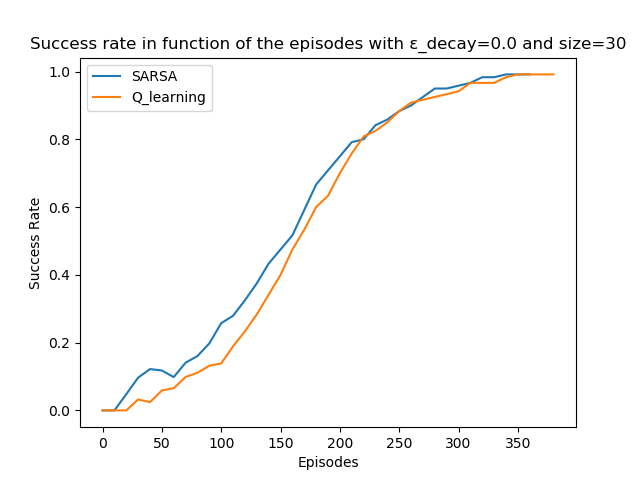 Success rate in function of the episodes with ε_decay=0.0 and size=30
SARSA
Q_learning
1.0
0.8
0.6
0.4
0.2
0.0
Success Rate
0 50 100 150 200 250 300 350
Episodes